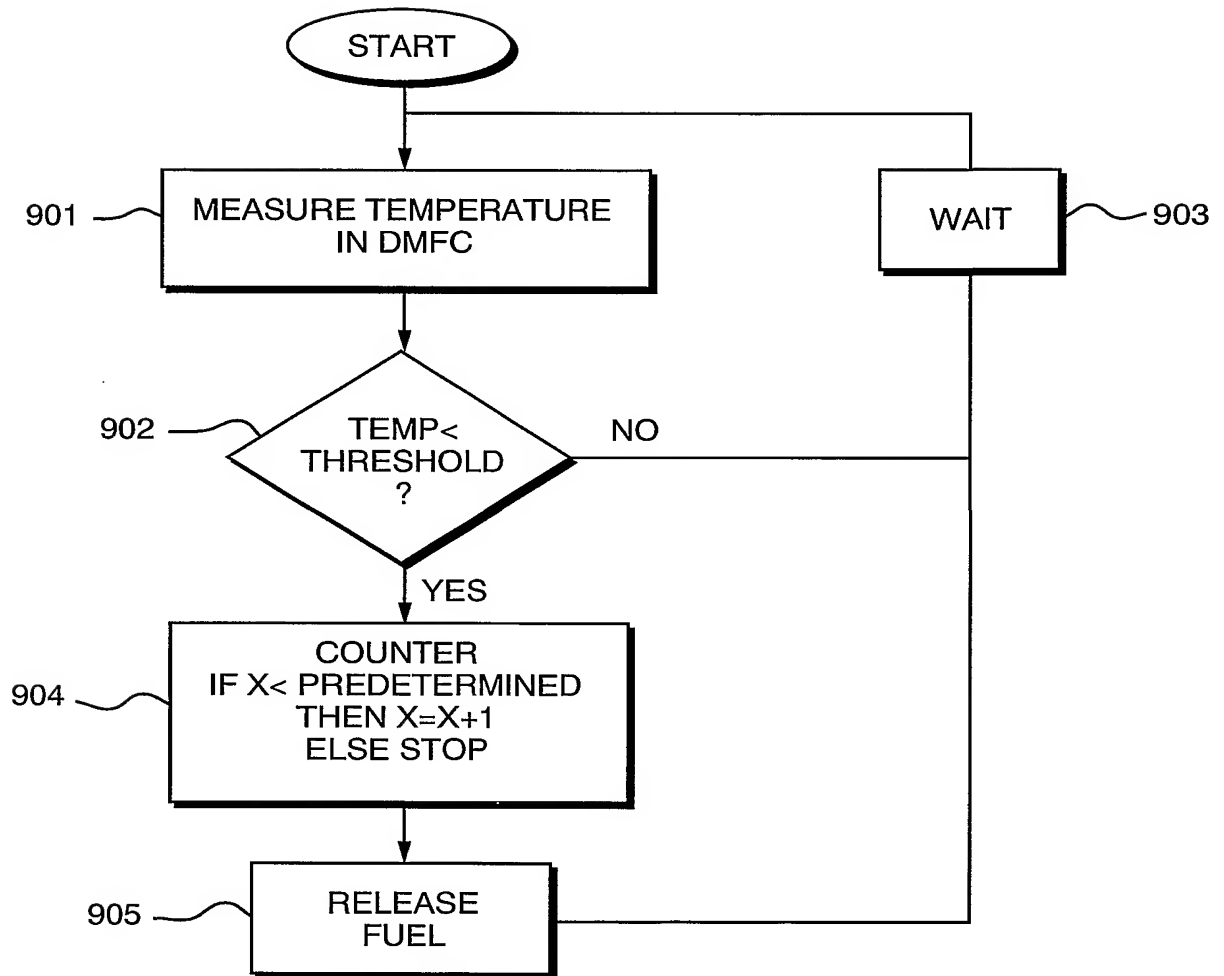 START
901
MEASURE TEMPERATURE
IN DMFC
WAIT
903
902
TEMP<
THRESHOLD
?
NO
YES
904
COUNTER
IF X< PREDETERMINED
THEN X=X+1
ELSE STOP
905
RELEASE
FUEL